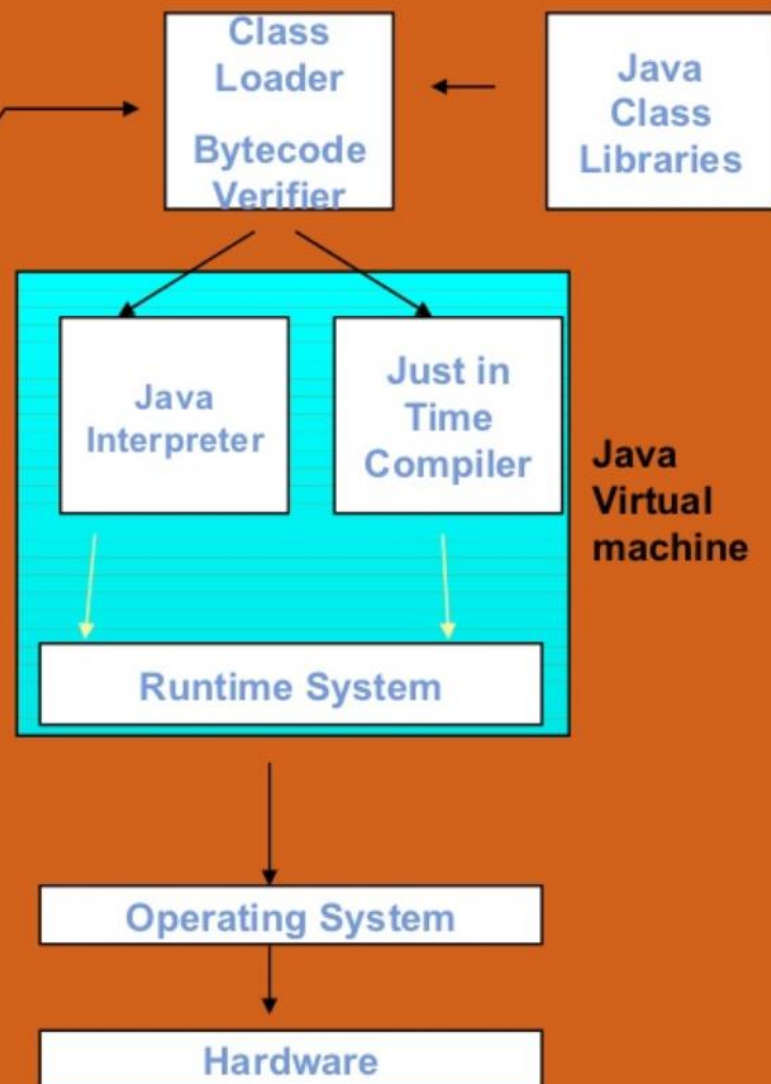 Class
Loader
Bytecode
Verifier
Java
Class
Libraries
Java
Interpreter
Just in
Time
Compiler
Java
Virtual
machine
Runtime System
Operating System
Hardware